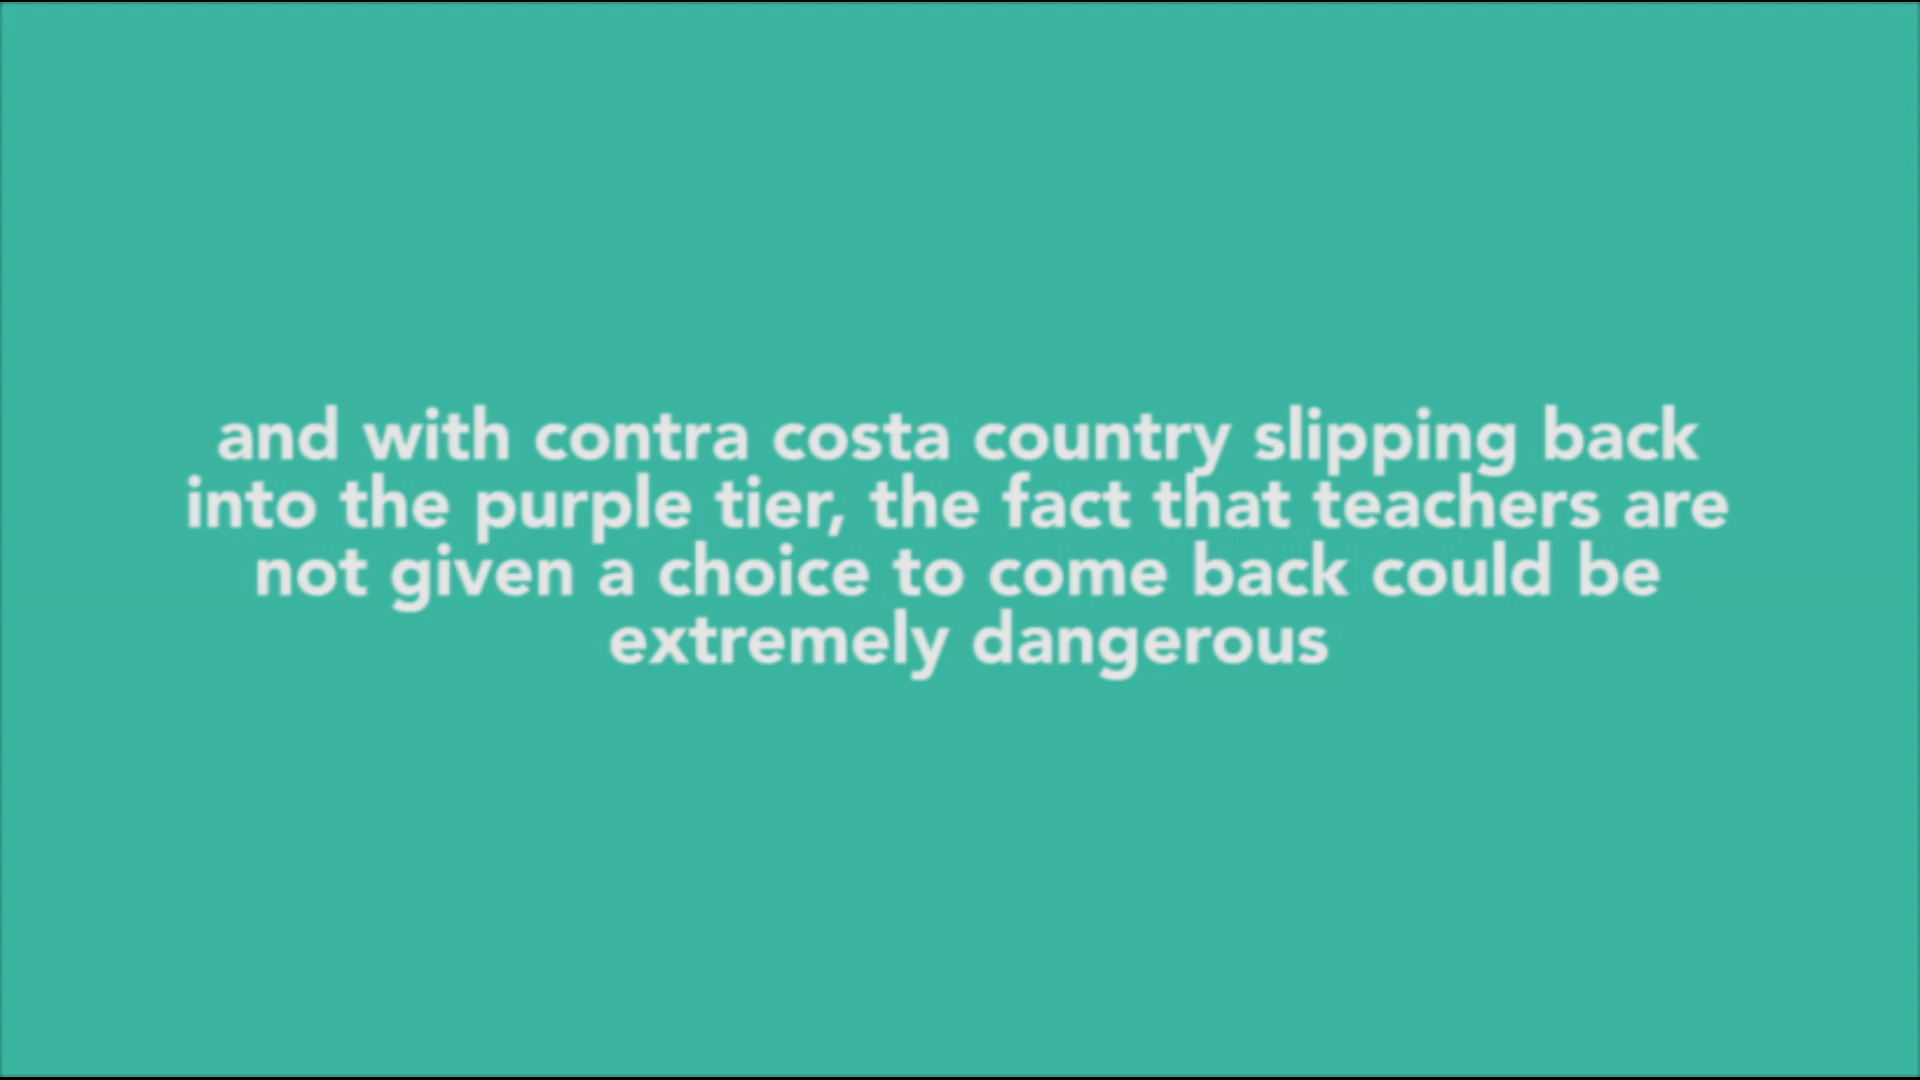 and with contra costa country slipping back
into the purple tier, the fact that teachers are
not given a choice to come back could be
extremely dangerous